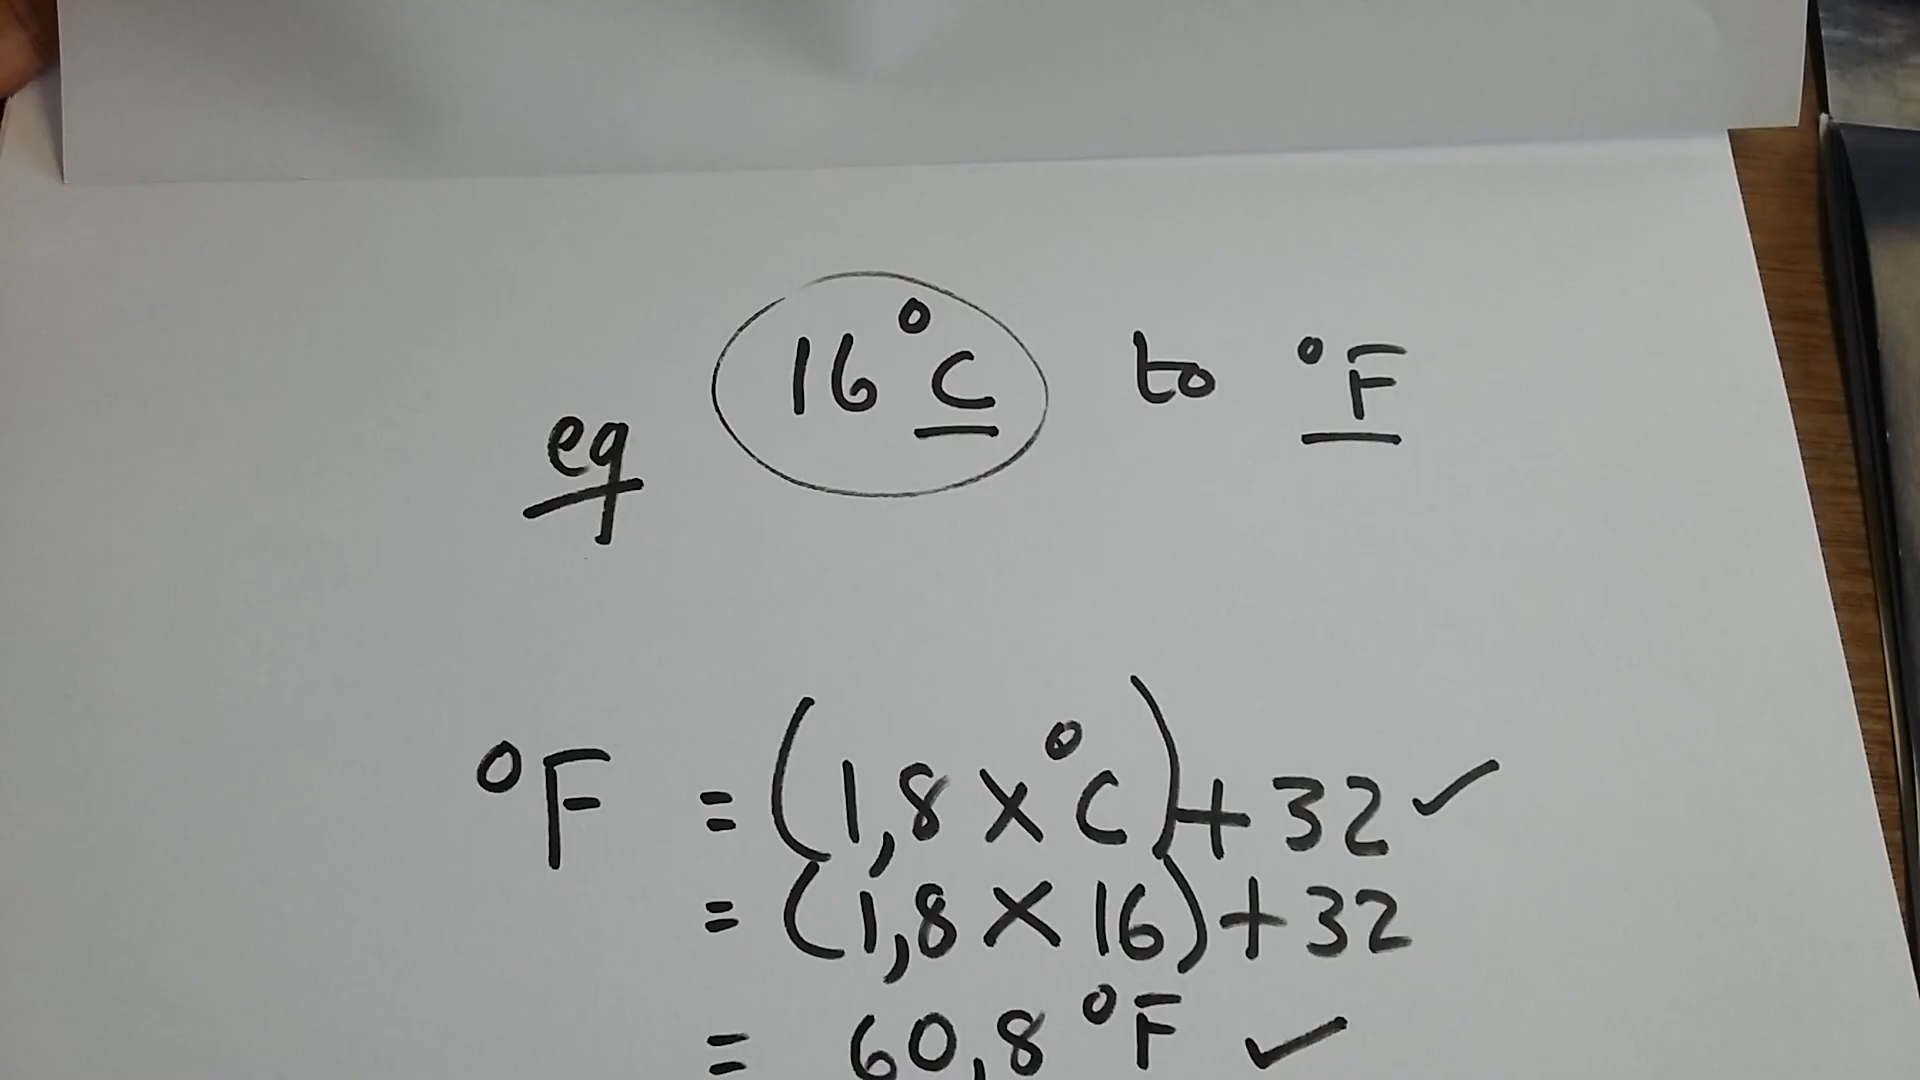 16°C to °F
eg
°F = (1,8 × °C) + 32 ✓
= (1,8 × 16) + 32
= 60,8 °F ✓